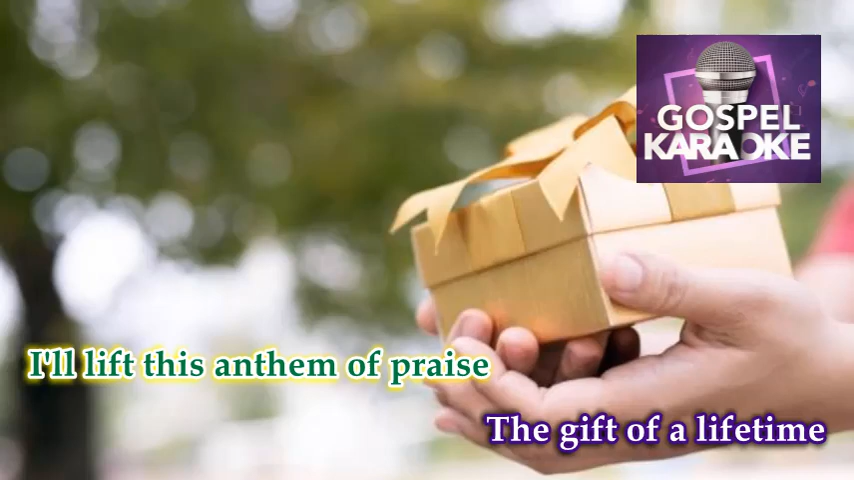 GOSPEL
KARAOKE
I'll lift this anthem of praise
The gift of a lifetime